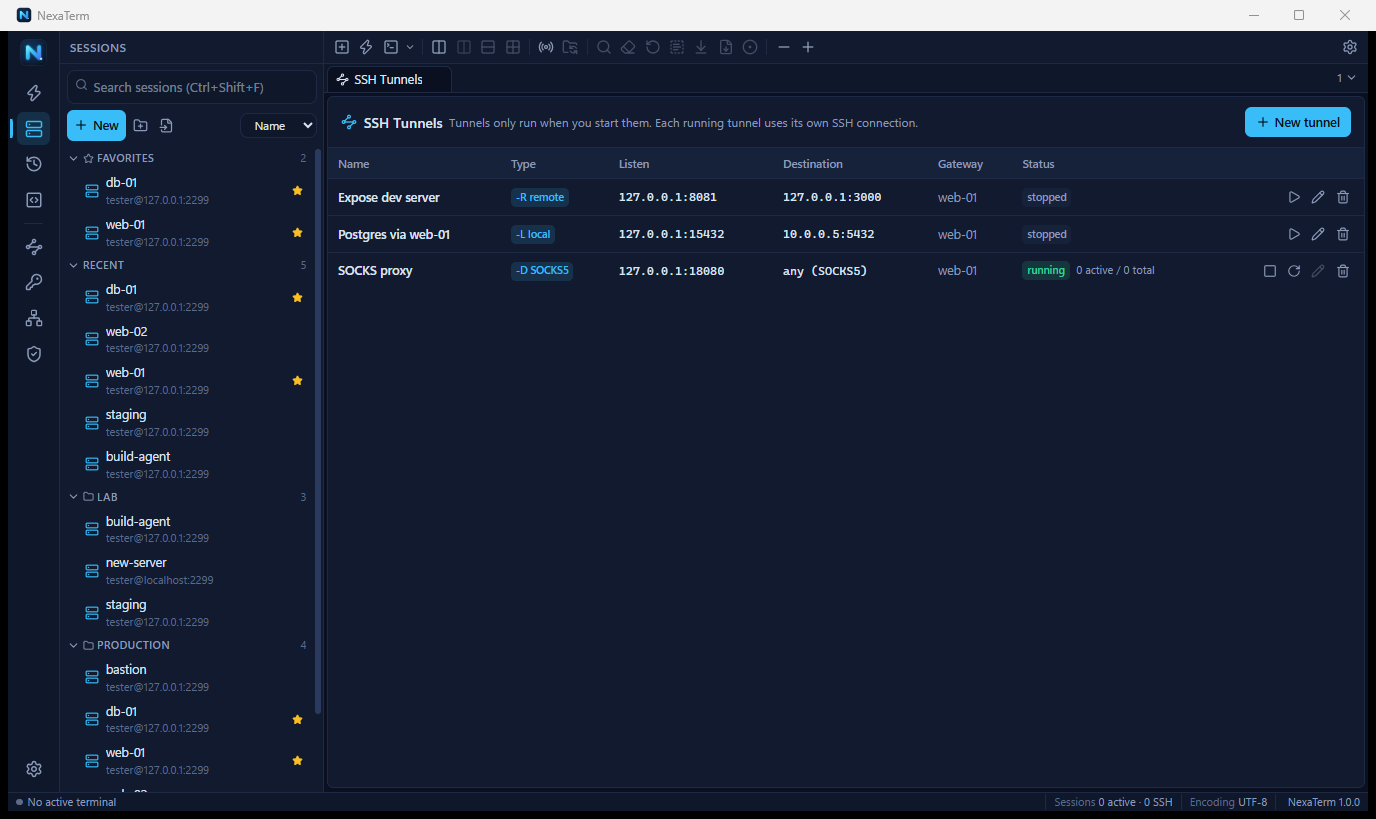 NexaTerm
SESSIONS
Search sessions (Ctrl+Shift+F)
New
Name
FAVORITES 2
db-01
tester@127.0.0.1:2299
web-01
tester@127.0.0.1:2299
RECENT 5
db-01
tester@127.0.0.1:2299
web-02
tester@127.0.0.1:2299
web-01
tester@127.0.0.1:2299
staging
tester@127.0.0.1:2299
build-agent
tester@127.0.0.1:2299
LAB 3
build-agent
tester@127.0.0.1:2299
new-server
tester@localhost:2299
staging
tester@127.0.0.1:2299
PRODUCTION 4
bastion
tester@127.0.0.1:2299
db-01
tester@127.0.0.1:2299
web-01
tester@127.0.0.1:2299
SSH Tunnels
1
SSH Tunnels Tunnels only run when you start them. Each running tunnel uses its own SSH connection.
New tunnel
Name Type Listen Destination Gateway Status
Expose dev server -R remote 127.0.0.1:8081 127.0.0.1:3000 web-01 stopped
Postgres via web-01 -L local 127.0.0.1:15432 10.0.0.5:5432 web-01 stopped
SOCKS proxy -D SOCKS5 127.0.0.1:18080 any (SOCKS5) web-01 running 0 active / 0 total
No active terminal
Sessions 0 active · 0 SSH
Encoding UTF-8
NexaTerm 1.0.0